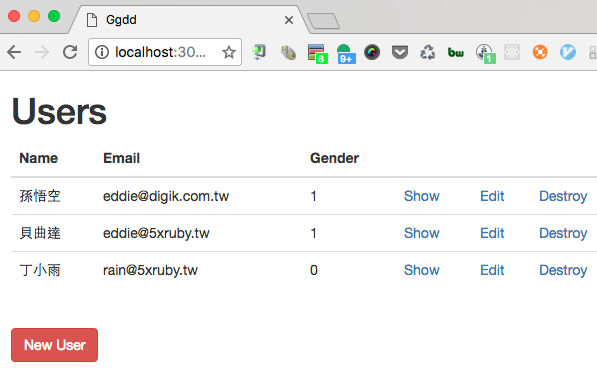 Ggdd
localhost:30...
8 9+ bw 1
Users
Name Email Gender
孫悟空 eddie@digik.com.tw 1 Show Edit Destroy
貝曲達 eddie@5xruby.tw 1 Show Edit Destroy
丁小雨 rain@5xruby.tw 0 Show Edit Destroy
New User